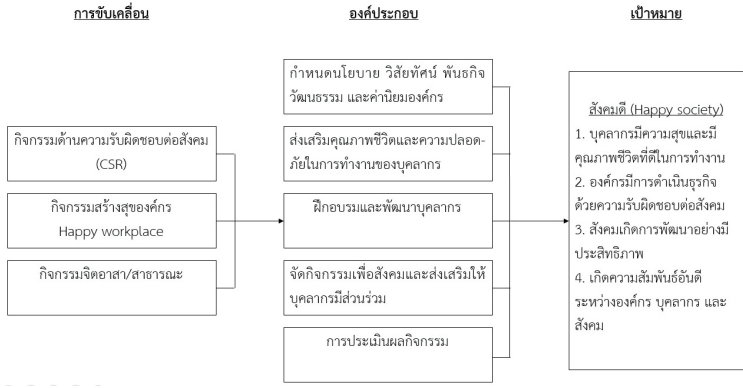 การขับเคลื่อน
องค์ประกอบ
เป้าหมาย
กิจกรรมด้านความรับผิดชอบต่อสังคม
(CSR)
กิจกรรมสร้างสุของค์กร
Happy workplace
กิจกรรมจิตอาสา/สาธารณะ
กำหนดนโยบาย วิสัยทัศน์ พันธกิจ
วัฒนธรรม และค่านิยมองค์กร
ส่งเสริมคุณภาพชีวิตและความปลอด-
ภัยในการทำงานของบุคลากร
ฝึกอบรมและพัฒนาบุคลากร
จัดกิจกรรมเพื่อสังคมและส่งเสริมให้
บุคลากรมีส่วนร่วม
การประเมินผลกิจกรรม
สังคมดี (Happy society)
1. บุคลากรมีความสุขและมี
คุณภาพชีวิตที่ดีในการทำงาน
2. องค์กรมีการดำเนินธุรกิจ
ด้วยความรับผิดชอบต่อสังคม
3. สังคมเกิดการพัฒนาอย่างมี
ประสิทธิภาพ
4. เกิดความสัมพันธ์อันดี
ระหว่างองค์กร บุคลากร และ
สังคม